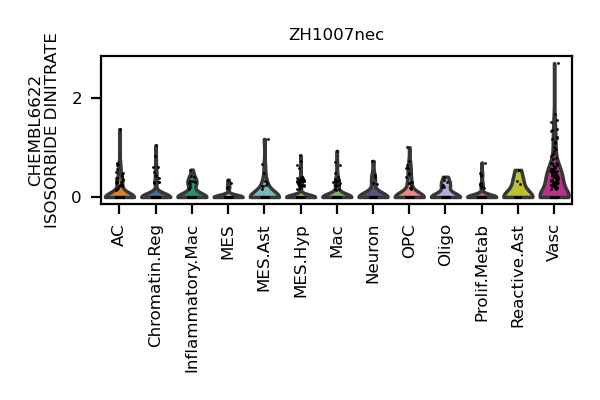 ZH1007nec
CHEMBL6622
ISOSORBIDE DINITRATE
2
0
AC
Chromatin.Reg
Inflammatory.Mac
MES
MES.Ast
MES.Hyp
Mac
Neuron
OPC
Oligo
Prolif.Metab
Reactive.Ast
Vasc